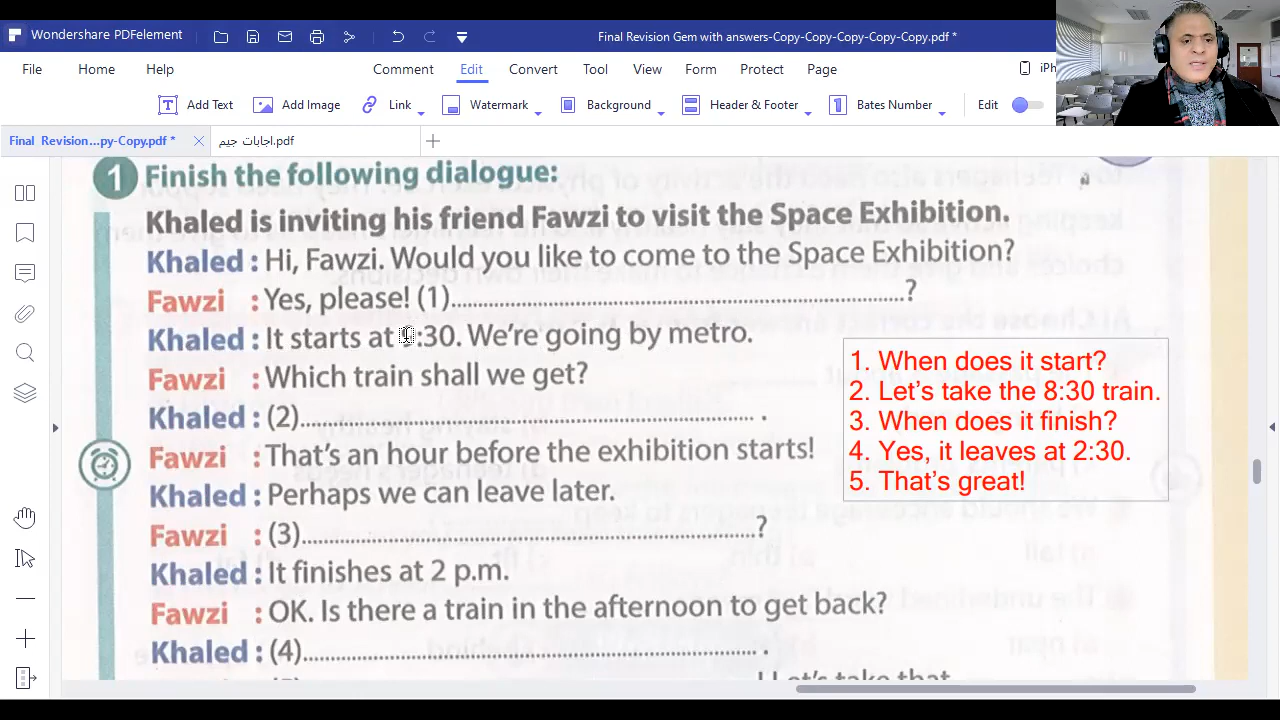 Wondershare PDFelement
Final Revision Gem with answers-Copy-Copy-Copy-Copy-Copy.pdf *
File Home Help Comment Edit Convert Tool View Form Protect Page
Add Text Add Image Link Watermark Background Header & Footer Bates Number Edit
Final Revision...py-Copy.pdf * اجابات جيم.pdf
1 Finish the following dialogue:
Khaled is inviting his friend Fawzi to visit the Space Exhibition.
Khaled : Hi, Fawzi. Would you like to come to the Space Exhibition?
Fawzi : Yes, please! (1)..........?
Khaled : It starts at :30. We're going by metro.
Fawzi : Which train shall we get?
Khaled : (2).......... .
Fawzi : That's an hour before the exhibition starts!
Khaled : Perhaps we can leave later.
Fawzi : (3)..........?
Khaled : It finishes at 2 p.m.
Fawzi : OK. Is there a train in the afternoon to get back?
Khaled : (4)...........
1. When does it start?
2. Let's take the 8:30 train.
3. When does it finish?
4. Yes, it leaves at 2:30.
5. That's great!